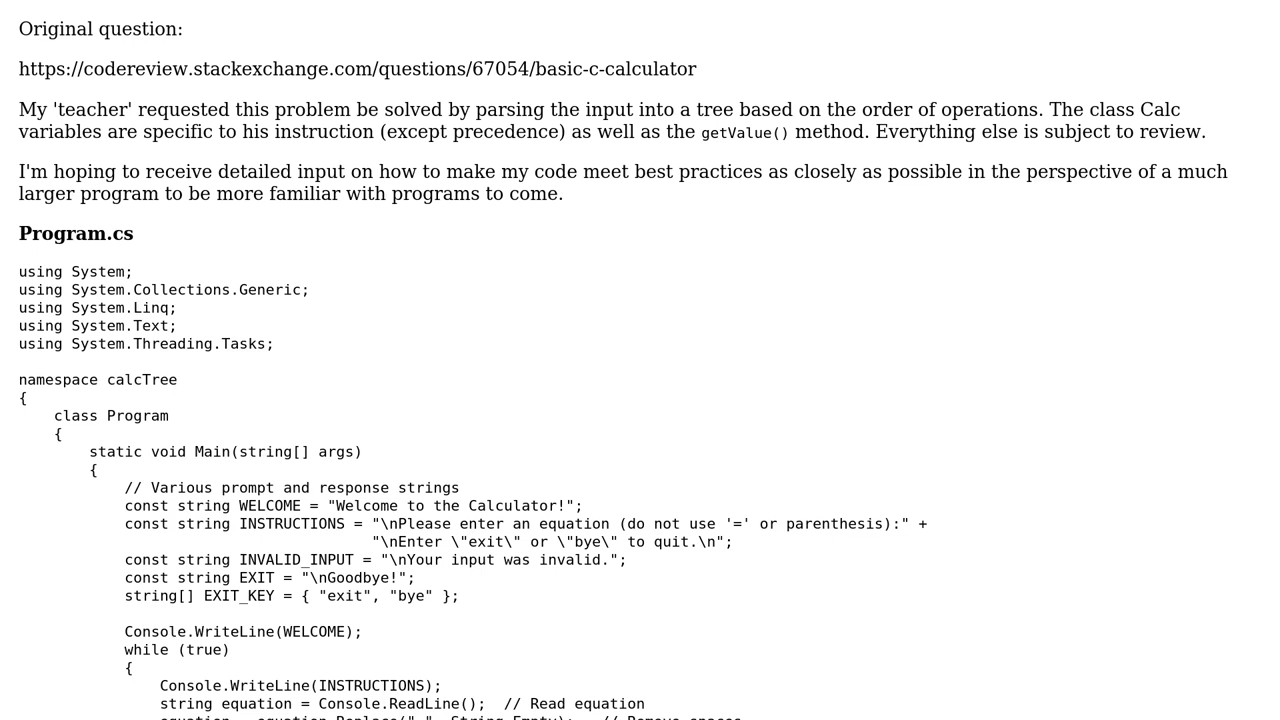 Original question:
https://codereview.stackexchange.com/questions/67054/basic-c-calculator
My 'teacher' requested this problem be solved by parsing the input into a tree based on the order of operations. The class Calc
variables are specific to his instruction (except precedence) as well as the getValue() method. Everything else is subject to review.
I'm hoping to receive detailed input on how to make my code meet best practices as closely as possible in the perspective of a much
larger program to be more familiar with programs to come.
Program.cs
using System;
using System.Collections.Generic;
using System.Linq;
using System.Text;
using System.Threading.Tasks;

namespace calcTree
{
    class Program
    {
        static void Main(string[] args)
        {
            // Various prompt and response strings
            const string WELCOME = "Welcome to the Calculator!";
            const string INSTRUCTIONS = "\nPlease enter an equation (do not use '=' or parenthesis):" +
                                        "\nEnter \"exit\" or \"bye\" to quit.\n";
            const string INVALID_INPUT = "\nYour input was invalid.";
            const string EXIT = "\nGoodbye!";
            string[] EXIT_KEY = { "exit", "bye" };

            Console.WriteLine(WELCOME);
            while (true)
            {
                Console.WriteLine(INSTRUCTIONS);
                string equation = Console.ReadLine();  // Read equation
                equation = equation.Replace(" ", String.Empty);   // Remove spaces